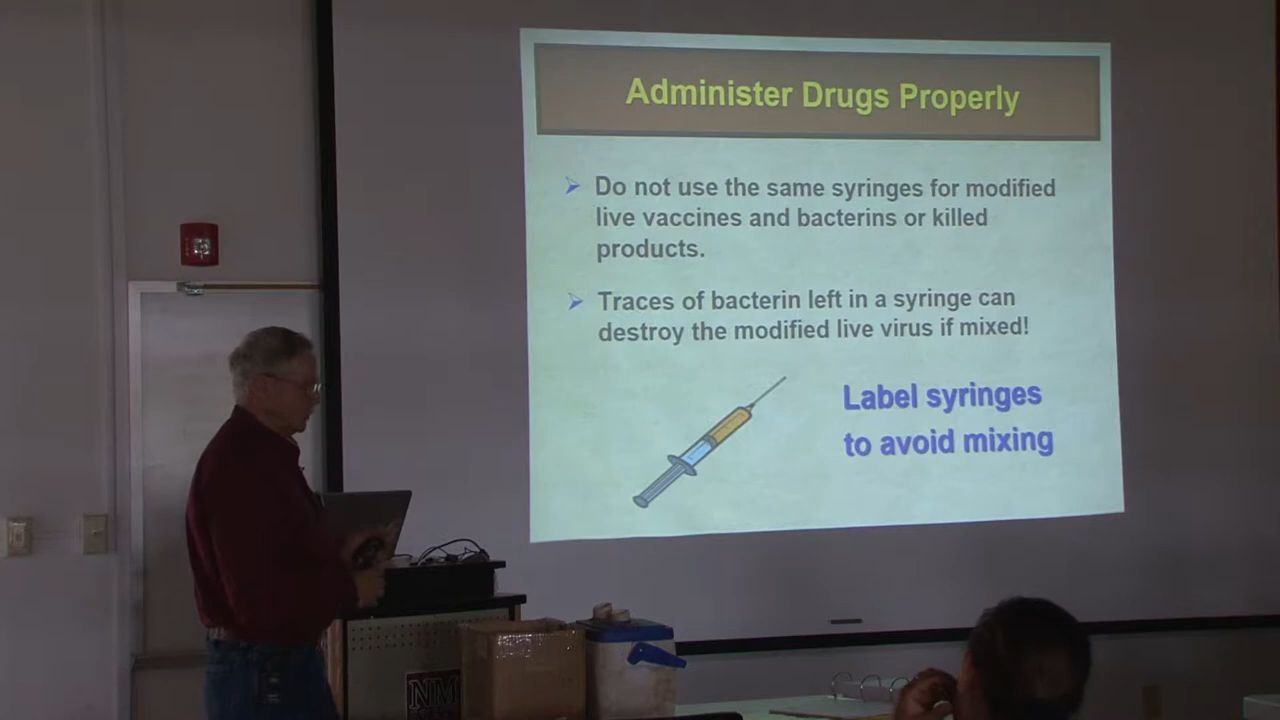 Administer Drugs Properly
Do not use the same syringes for modified
live vaccines and bacterins or killed
products.
Traces of bacterin left in a syringe can
destroy the modified live virus if mixed!
Label syringes
to avoid mixing
NM